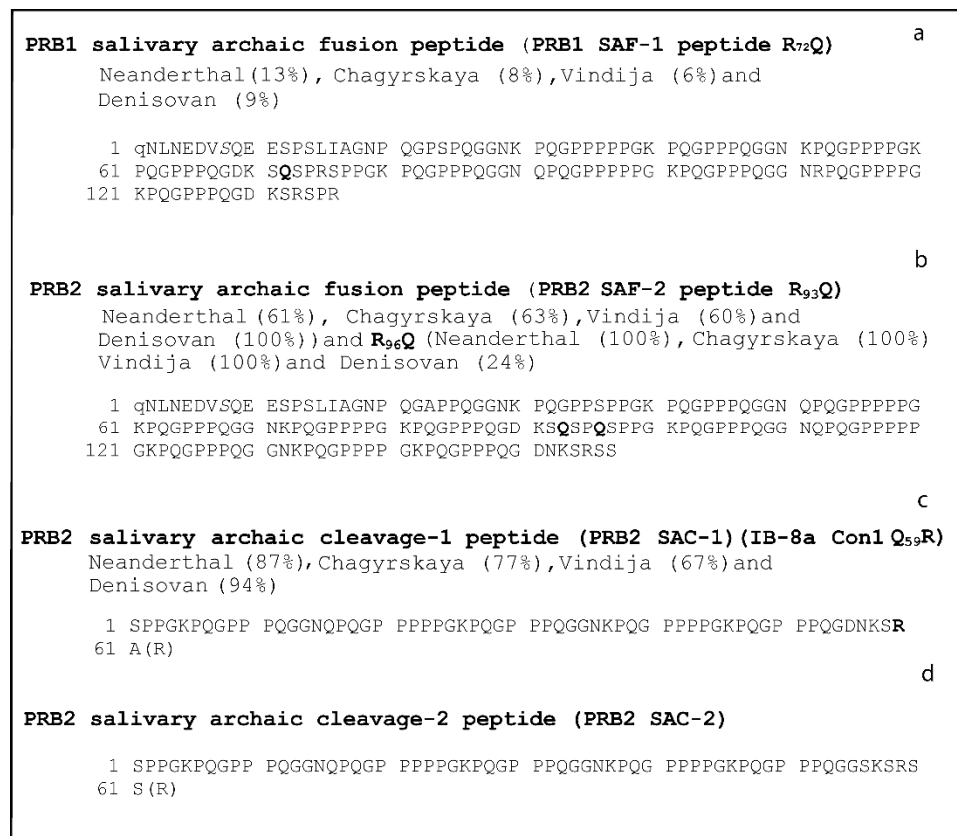 a
PRB1 salivary archaic fusion peptide (PRB1 SAF-1 peptide R₇₂Q)
Neanderthal (13%), Chagyrskaya (8%), Vindija (6%) and
Denisovan (9%)
1 qNLNEDVSQE ESPSLIAGNP QGPSPQGGNK PQGPPPPPGK PQGPPPQGGN KPQGPPPPGK
61 PQGPPPQGDK SQSPRSPPGK PQGPPPQGGN QPQGPPPPPG KPQGPPPQGG NRPQGPPPPG
121 KPQGPPPQGD KSRSPR
b
PRB2 salivary archaic fusion peptide (PRB2 SAF-2 peptide R₉₃Q)
Neanderthal (61%), Chagyrskaya (63%), Vindija (60%) and
Denisovan (100%)) and R₉₆Q (Neanderthal (100%), Chagyrskaya (100%)
Vindija (100%) and Denisovan (24%)
1 qNLNEDVSQE ESPSLIAGNP QGAPPQGGNK PQGPPSPPGK PQGPPPQGGN QPQGPPPPPG
61 KPQGPPPQGG NKPQGPPPPG KPQGPPPQGD KSQSPQSPPG KPQGPPPQGG NQPQGPPPPP
121 GKPQGPPPQG GNKPQGPPPP GKPQGPPPQG DNKSRSS
c
PRB2 salivary archaic cleavage-1 peptide (PRB2 SAC-1) (IB-8a Con1 Q₅₉R)
Neanderthal (87%), Chagyrskaya (77%), Vindija (67%) and
Denisovan (94%)
1 SPPGKPQGPP PQGGNQPQGP PPPPGKPQGP PPQGGNKPQG PPPPGKPQGP PPQGDNKSR
61 A(R)
d
PRB2 salivary archaic cleavage-2 peptide (PRB2 SAC-2)
1 SPPGKPQGPP PQGGNQPQGP PPPPGKPQGP PPQGGNKPQG PPPPGKPQGP PPQGGSKSRS
61 S(R)